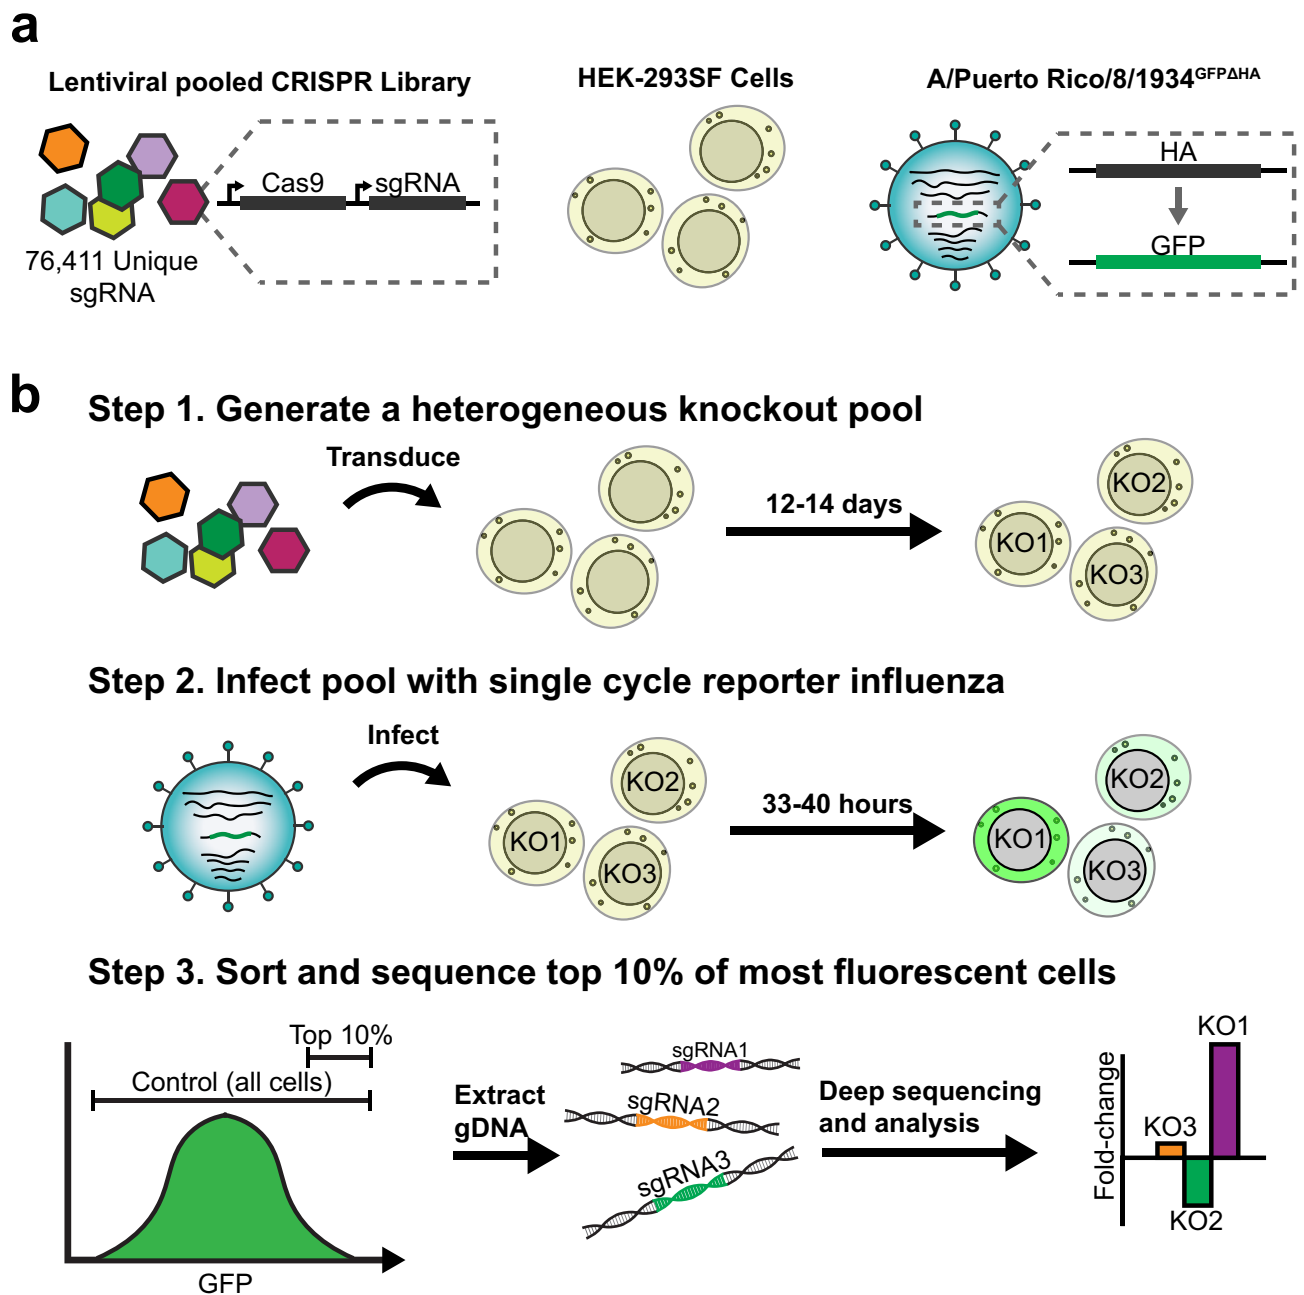 a
Lentiviral pooled CRISPR Library
HEK-293SF Cells
A/Puerto Rico/8/1934GFPΔHA
Cas9
sgRNA
76,411 Unique
sgRNA
HA
GFP
b
Step 1. Generate a heterogeneous knockout pool
Transduce
12-14 days
KO1
KO2
KO3
Step 2. Infect pool with single cycle reporter influenza
Infect
KO1
KO2
KO3
33-40 hours
KO1
KO2
KO3
Step 3. Sort and sequence top 10% of most fluorescent cells
Top 10%
Control (all cells)
GFP
Extract
gDNA
sgRNA1
sgRNA2
sgRNA3
Deep sequencing
and analysis
Fold-change
KO3
KO2
KO1